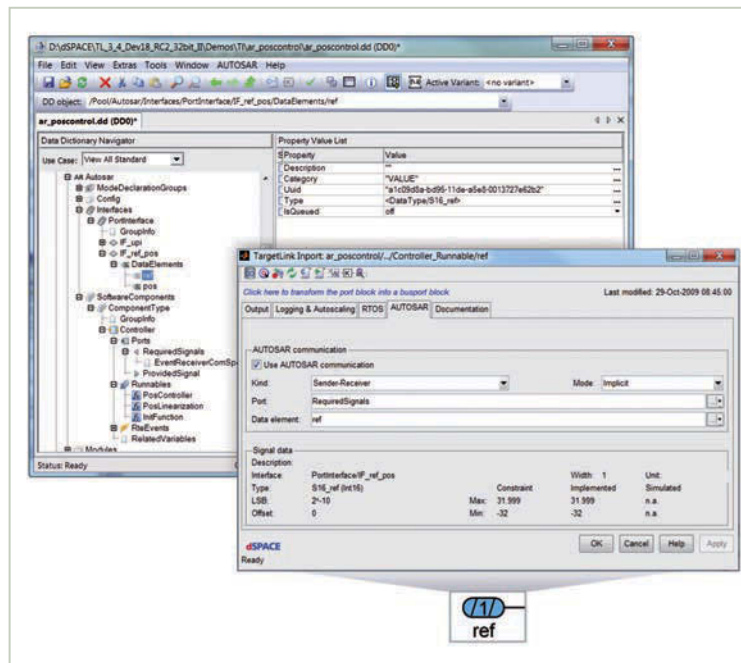 D:\dSPACE\TL_3_4_Dev18_RC2_32bit_II\Demos\Tl\ar_poscontrol\ar_poscontrol.dd (DD0)*
File Edit View Extras Tools Window AUTOSAR Help
Active Variant: <no variant>
DD object: /Pool/Autosar/Interfaces/PortInterface/IF_ref_pos/DataElements/ref
ar_poscontrol.dd (DD0)*
Data Dictionary Navigator
Use Case: View All Standard
AR Autosar
ModeDeclarationGroups
Config
Interfaces
PortInterface
GroupInfo
IF_upi
IF_ref_pos
DataElements
ref
pos
SoftwareComponents
ComponentType
GroupInfo
Controller
Ports
RequiredSignals
EventReceiverComSp
ProvidedSignal
Runnables
PosController
PosLinearization
InitFunction
RteEvents
RelatedVariables
Modules
Status: Ready
Property Value List
Property Value
Description ""
Category "VALUE"
Uuid "a1c09d8a-bd95-11de-a5e8-0013727e62b2"
Type <DataType/S16_ref>
IsQueued off
TargetLink Inport: ar_poscontrol/.../Controller_Runnable/ref
Click here to transform the port block into a busport block.
Last modified: 29-Oct-2009 08:45:00
Output Logging & Autoscaling RTOS AUTOSAR Documentation
AUTOSAR communication
Use AUTOSAR communication
Kind: Sender-Receiver Mode: Implicit
Port: RequiredSignals
Data element: ref
Signal data
Description:
Interface: PortInterface/IF_ref_pos Width: 1 Unit:
Type: S16_ref (Int16) Constraint Implemented Simulated
LSB: 2^-10 Max: 31.999 31.999 n.a.
Offset: 0 Min: -32 -32 n.a.
dSPACE
OK Cancel Help Apply
Ready
/1/
ref